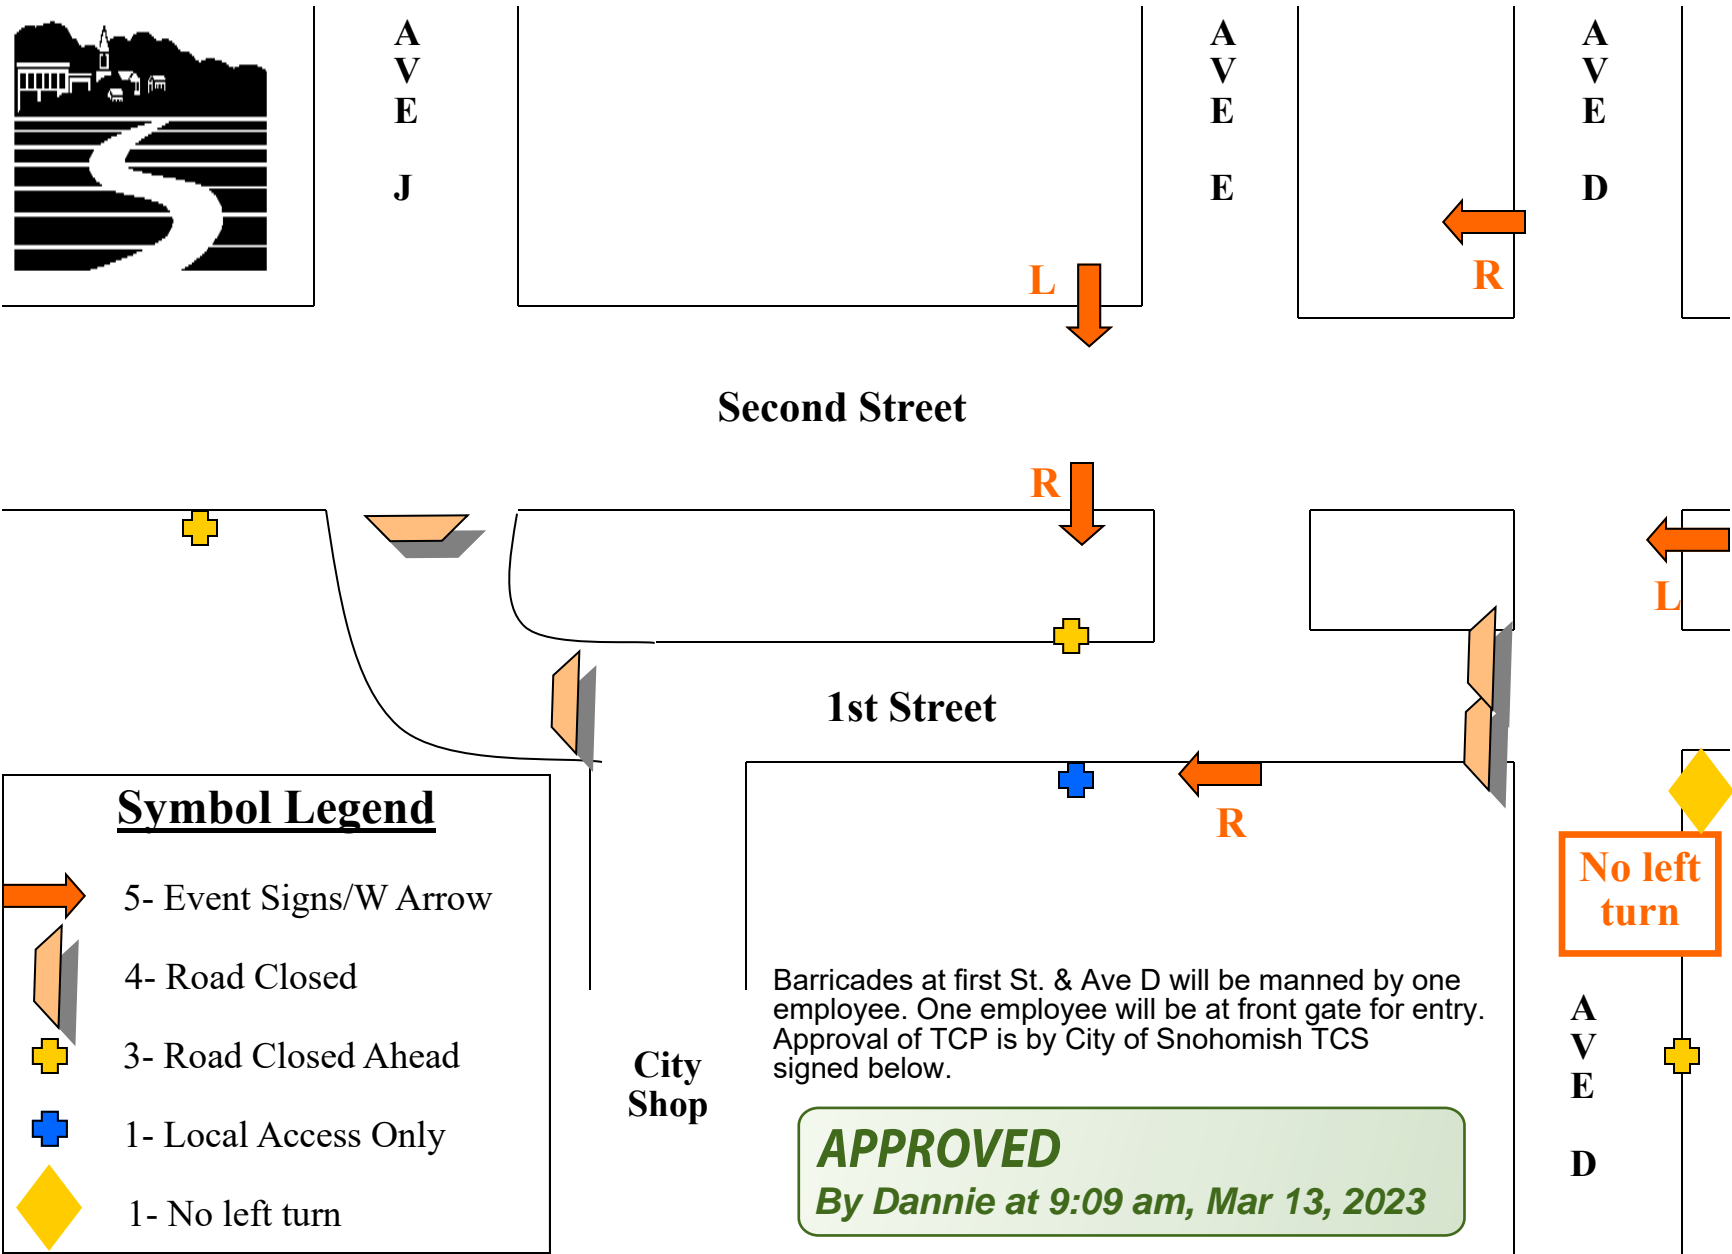 AVE J
AVE E
AVE D
R
L
Second Street
R
L
1st Street
R
No left
turn
Symbol Legend
5- Event Signs/W Arrow
4- Road Closed
3- Road Closed Ahead
1- Local Access Only
1- No left turn
City
Shop
Barricades at first St. & Ave D will be manned by one
employee. One employee will be at front gate for entry.
Approval of TCP is by City of Snohomish TCS
signed below.
AVE D
APPROVED
By Dannie at 9:09 am, Mar 13, 2023